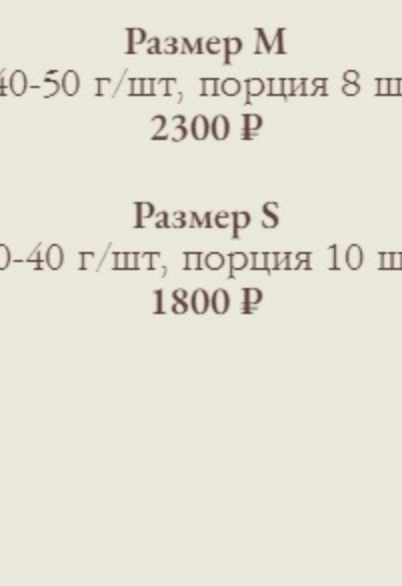 Размер M
40-50 г/шт, порция 8 ш
2300 ₽
Размер S
0-40 г/шт, порция 10 ш
1800 ₽